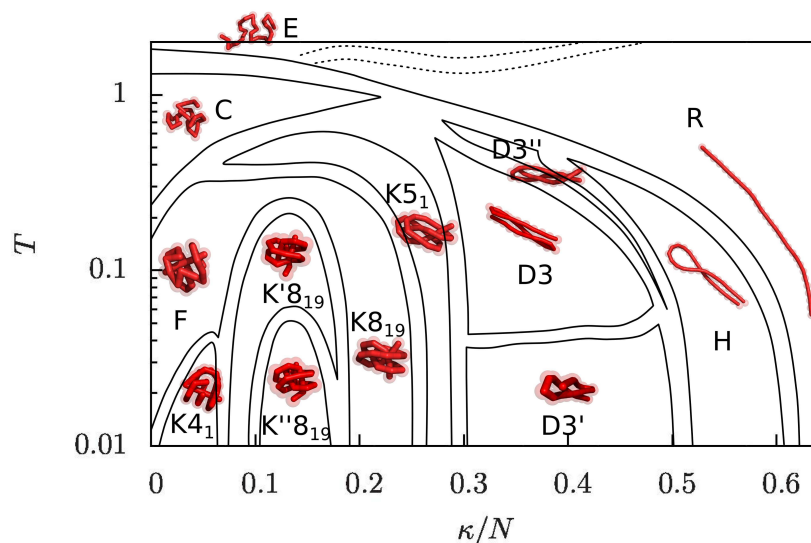 E
1
C
R
D3''
K5₁
T
0.1
K'8₁₉
D3
F
K8₁₉
H
K4₁
K''8₁₉
D3'
0.01
0 0.1 0.2 0.3 0.4 0.5 0.6
κ/N